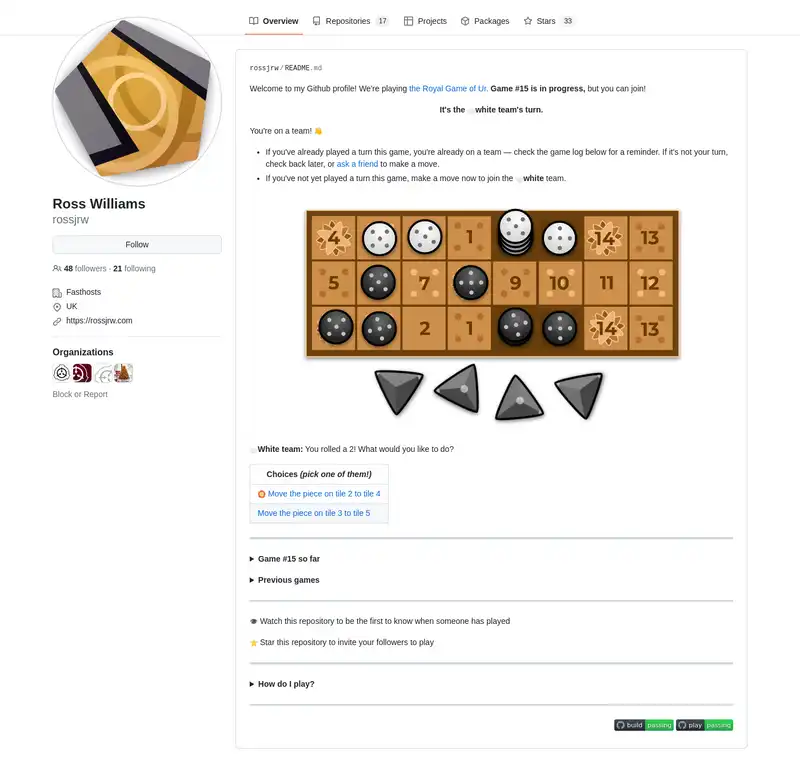 Overview Repositories 17 Projects Packages Stars 33
Ross Williams
rossjrw
Follow
48 followers · 21 following
Fasthosts
UK
https://rossjrw.com
Organizations
Block or Report
rossjrw/README.md
Welcome to my Github profile! We're playing the Royal Game of Ur. Game #15 is in progress, but you can join!
It's the white team's turn.
You're on a team! 👋
• If you've already played a turn this game, you're already on a team — check the game log below for a reminder. If it's not your turn,
check back later, or ask a friend to make a move.
• If you've not yet played a turn this game, make a move now to join the white team.
4 1 14 13
5 7 9 10 11 12
2 1 14 13
White team: You rolled a 2! What would you like to do?
Choices (pick one of them!)
Move the piece on tile 2 to tile 4
Move the piece on tile 3 to tile 5
Game #15 so far
Previous games
Watch this repository to be the first to know when someone has played
Star this repository to invite your followers to play
How do I play?
build passing play passing